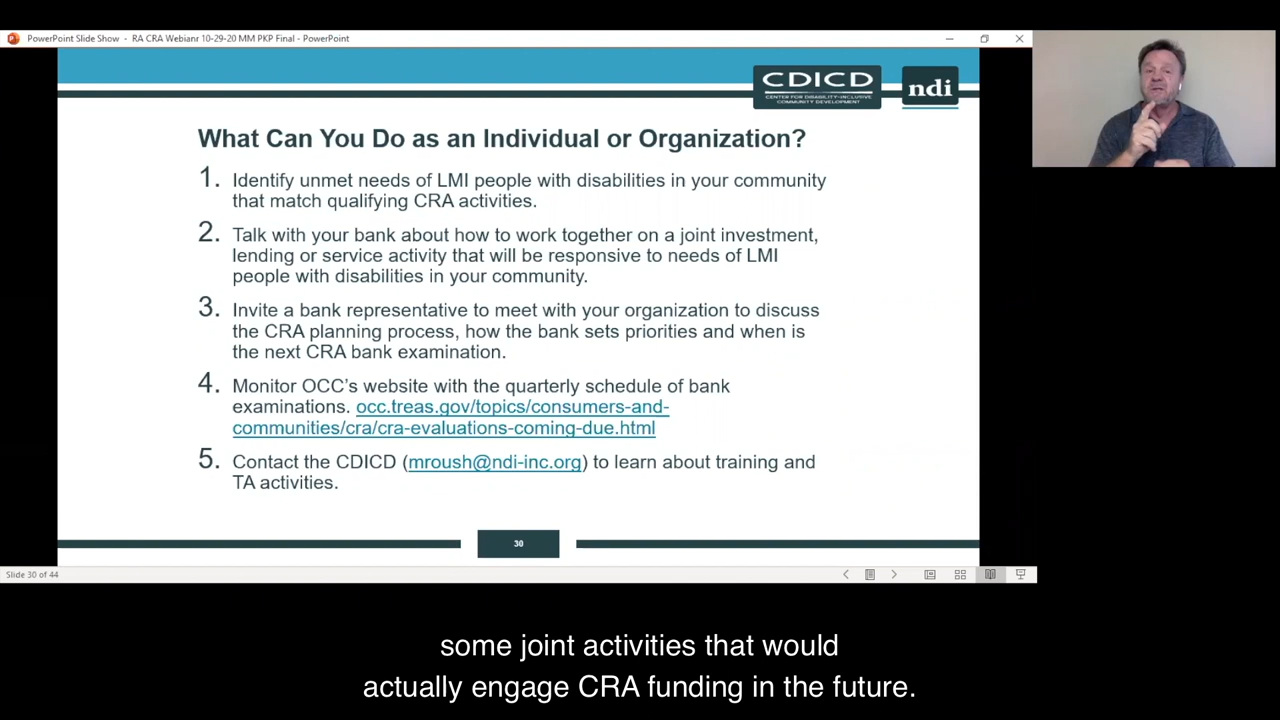 PowerPoint Slide Show - RA CRA Webianr 10-29-20 MM PKP Final - PowerPoint
CDICD
CENTER FOR DISABILITY-INCLUSIVE
COMMUNITY DEVELOPMENT
ndi
What Can You Do as an Individual or Organization?
1. Identify unmet needs of LMI people with disabilities in your community
that match qualifying CRA activities.
2. Talk with your bank about how to work together on a joint investment,
lending or service activity that will be responsive to needs of LMI
people with disabilities in your community.
3. Invite a bank representative to meet with your organization to discuss
the CRA planning process, how the bank sets priorities and when is
the next CRA bank examination.
4. Monitor OCC's website with the quarterly schedule of bank
examinations. occ.treas.gov/topics/consumers-and-
communities/cra/cra-evaluations-coming-due.html
5. Contact the CDICD (mroush@ndi-inc.org) to learn about training and
TA activities.
30
Slide 30 of 44
some joint activities that would
actually engage CRA funding in the future.